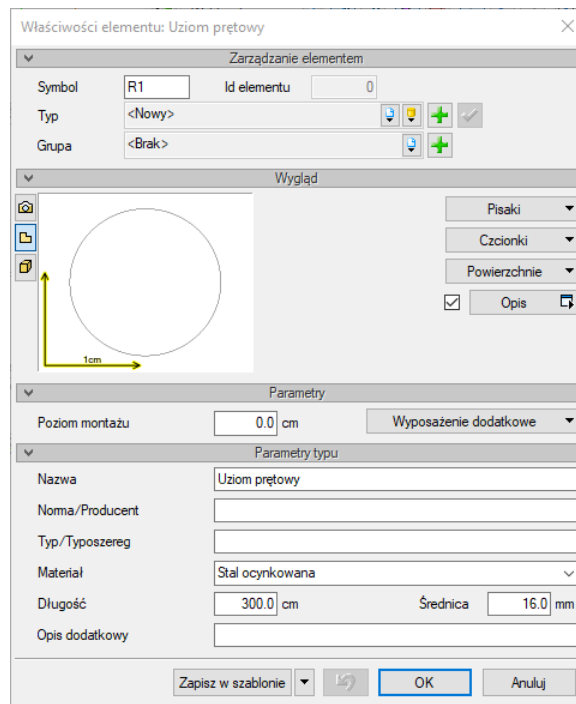 Właściwości elementu: Uziom prętowy
Zarządzanie elementem
Symbol R1 Id elementu 0
Typ <Nowy>
Grupa <Brak>
Wygląd
Pisaki
Czcionki
Powierzchnie
Opis
1cm
Parametry
Poziom montażu 0.0 cm Wyposażenie dodatkowe
Parametry typu
Nazwa Uziom prętowy
Norma/Producent
Typ/Typoszereg
Materiał Stal ocynkowana
Długość 300.0 cm Średnica 16.0 mm
Opis dodatkowy
Zapisz w szablonie OK Anuluj